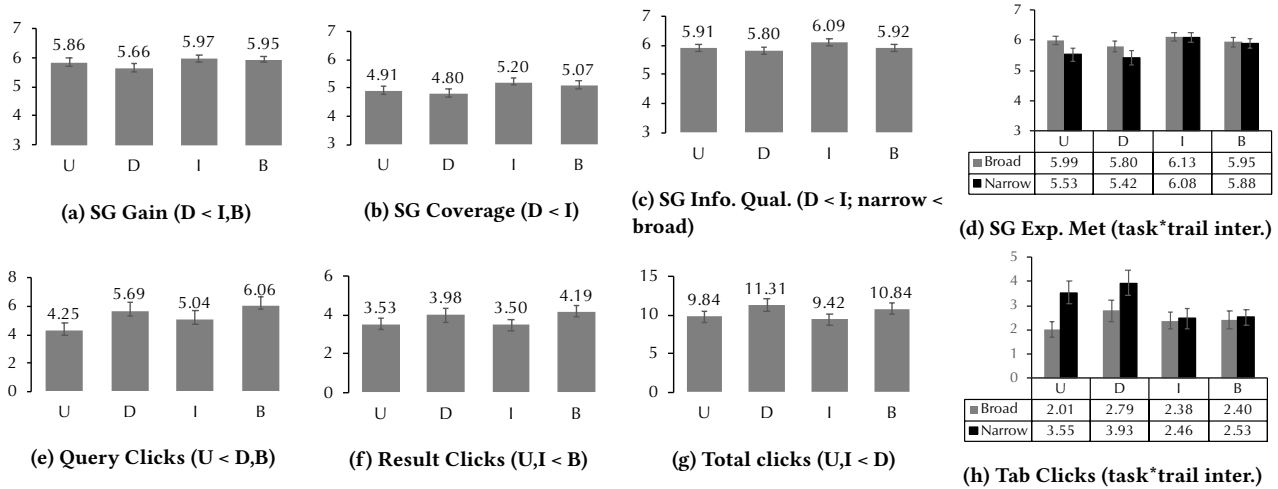 7
6
5
4
3
5.86
5.66
5.97
5.95
U
D
I
B
(a) SG Gain (D < I,B)
7
6
5
4
3
4.91
4.80
5.20
5.07
U
D
I
B
(b) SG Coverage (D < I)
7
6
5
4
3
5.91
5.80
6.09
5.92
U
D
I
B
(c) SG Info. Qual. (D < I; narrow <
broad)
7
6
5
4
3
U D I B
Broad 5.99 5.80 6.13 5.95
Narrow 5.53 5.42 6.08 5.88
(d) SG Exp. Met (task*trail inter.)
8
6
4
2
0
4.25
5.69
5.04
6.06
U
D
I
B
(e) Query Clicks (U < D,B)
6
4
2
0
3.53
3.98
3.50
4.19
U
D
I
B
(f) Result Clicks (U,I < B)
15
10
5
0
9.84
11.31
9.42
10.84
U
D
I
B
(g) Total clicks (U,I < D)
5
4
3
2
1
0
U D I B
Broad 2.01 2.79 2.38 2.40
Narrow 3.55 3.93 2.46 2.53
(h) Tab Clicks (task*trail inter.)